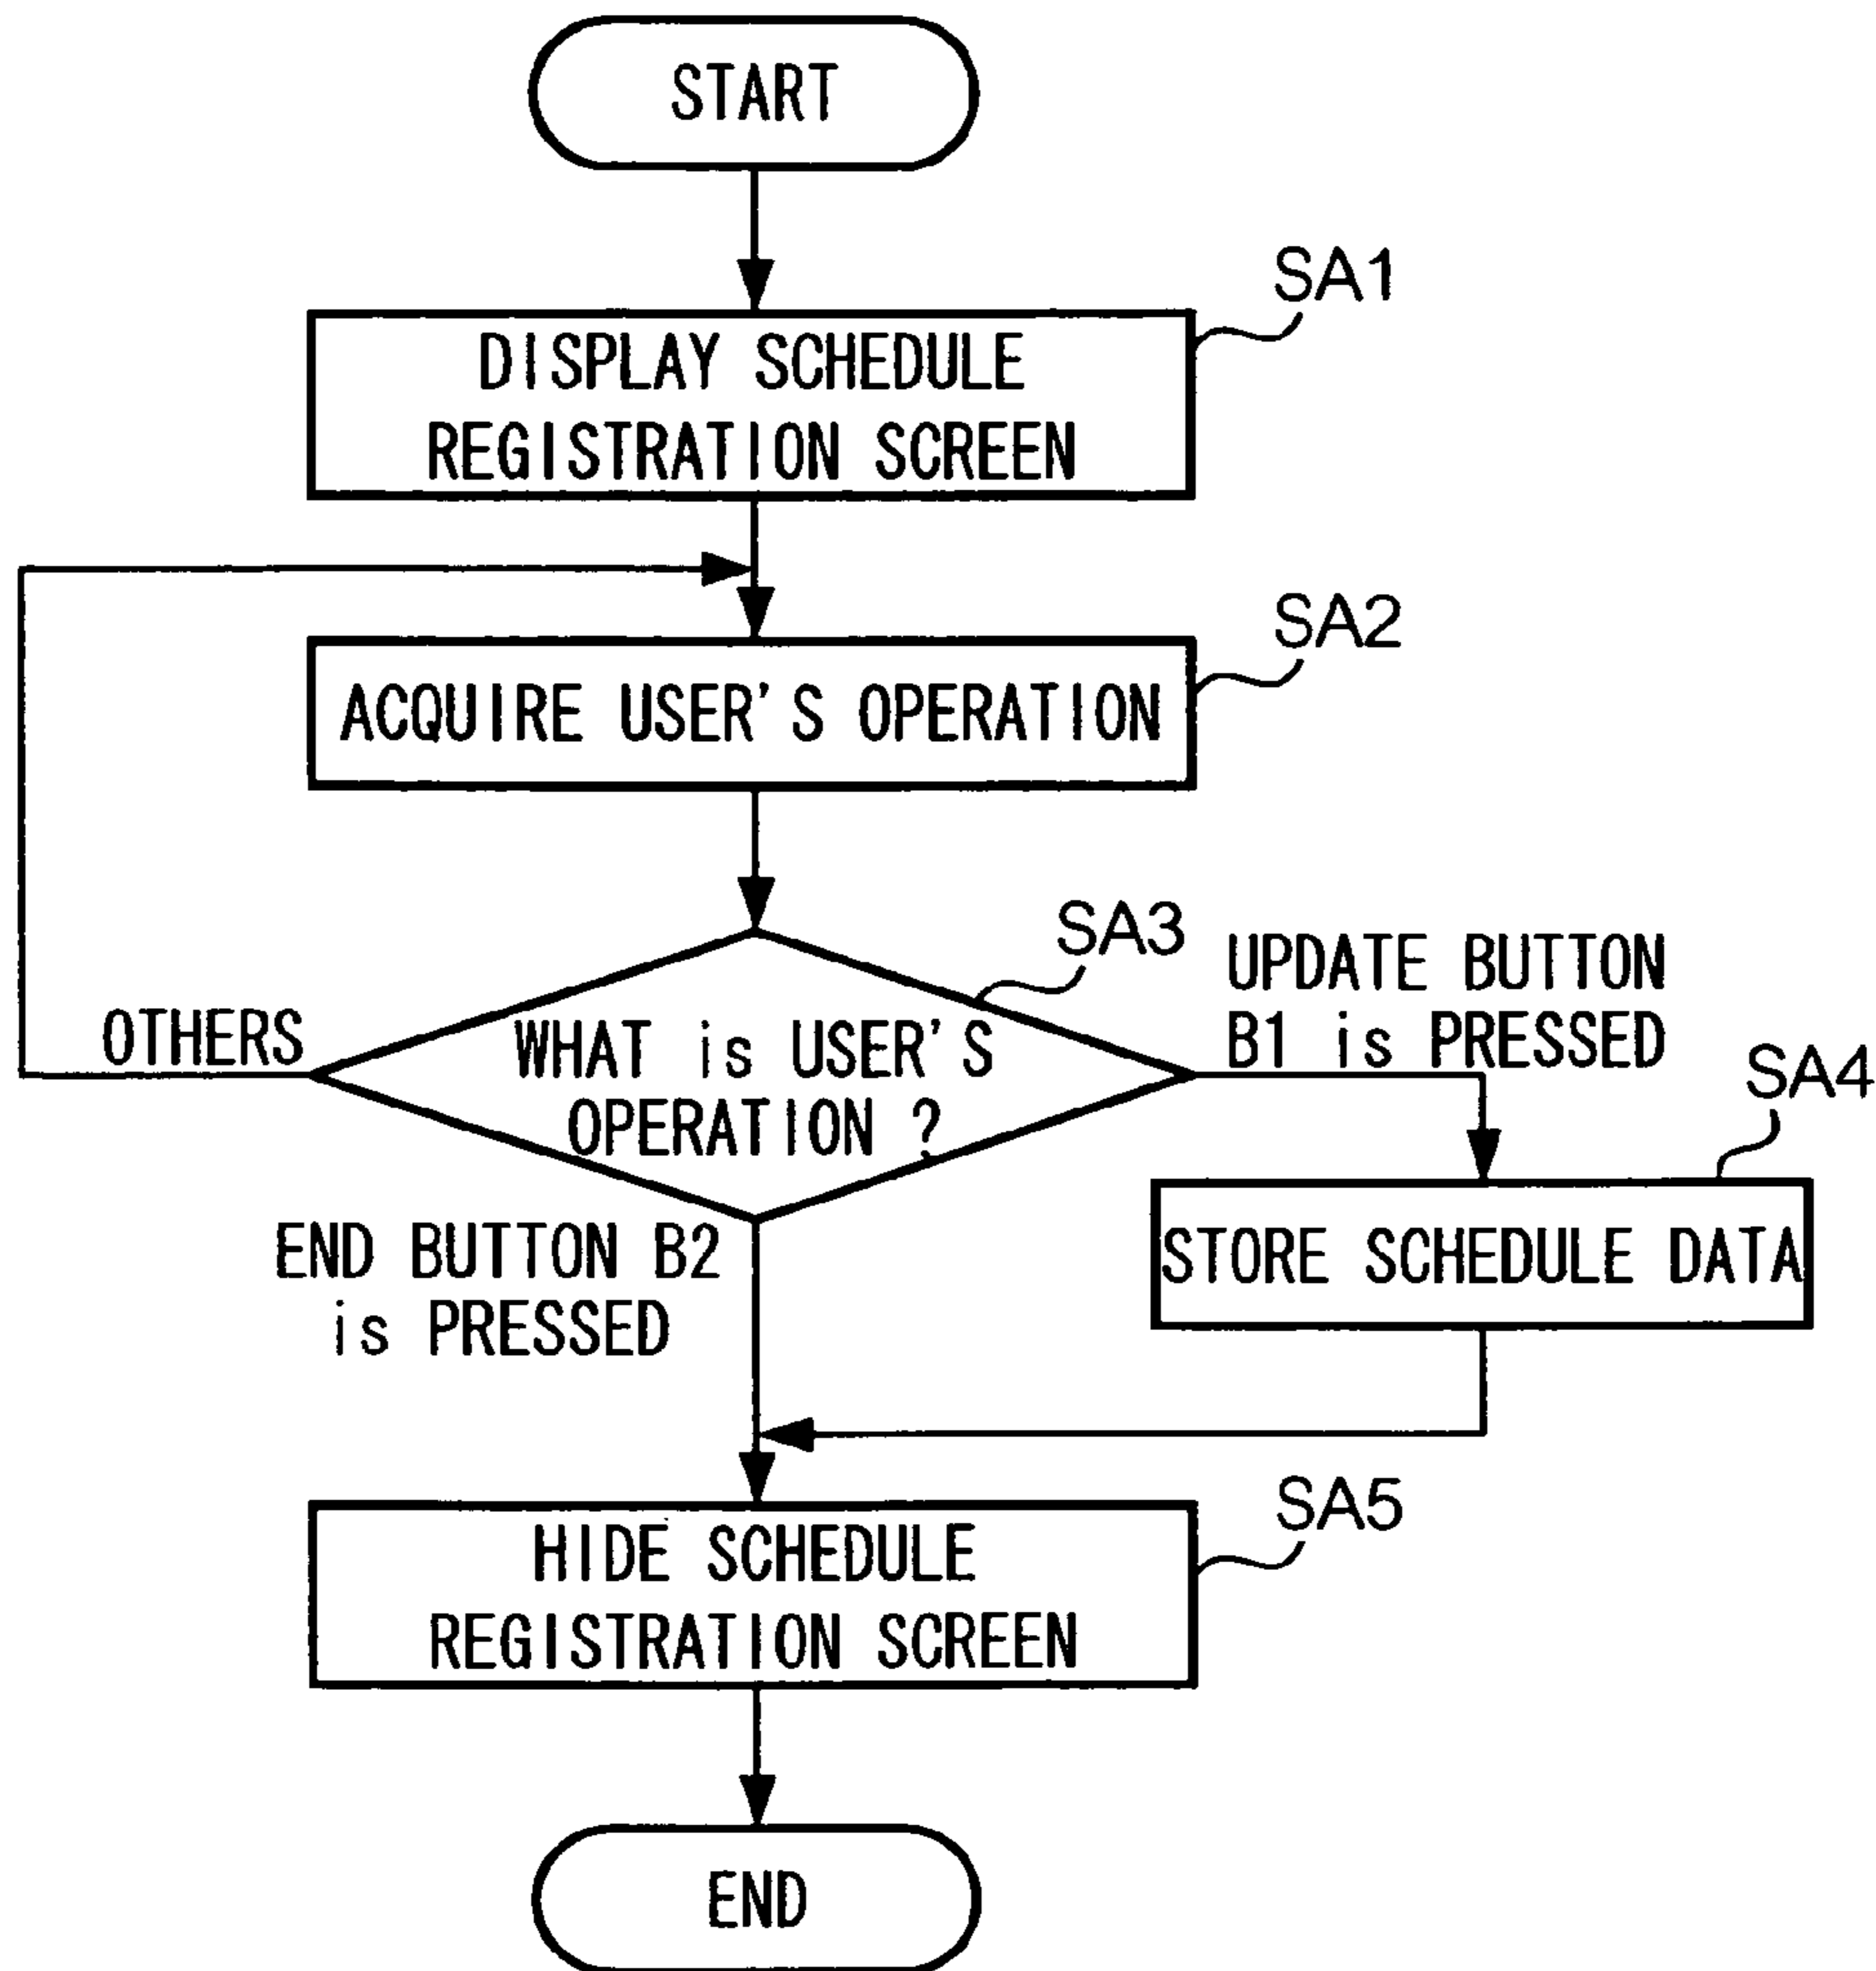 START
SA1
DISPLAY SCHEDULE
REGISTRATION SCREEN
SA2
ACQUIRE USER'S OPERATION
SA3
UPDATE BUTTON
B1 is PRESSED
OTHERS
WHAT is USER'S
OPERATION ?
SA4
STORE SCHEDULE DATA
END BUTTON B2
is PRESSED
SA5
HIDE SCHEDULE
REGISTRATION SCREEN
END